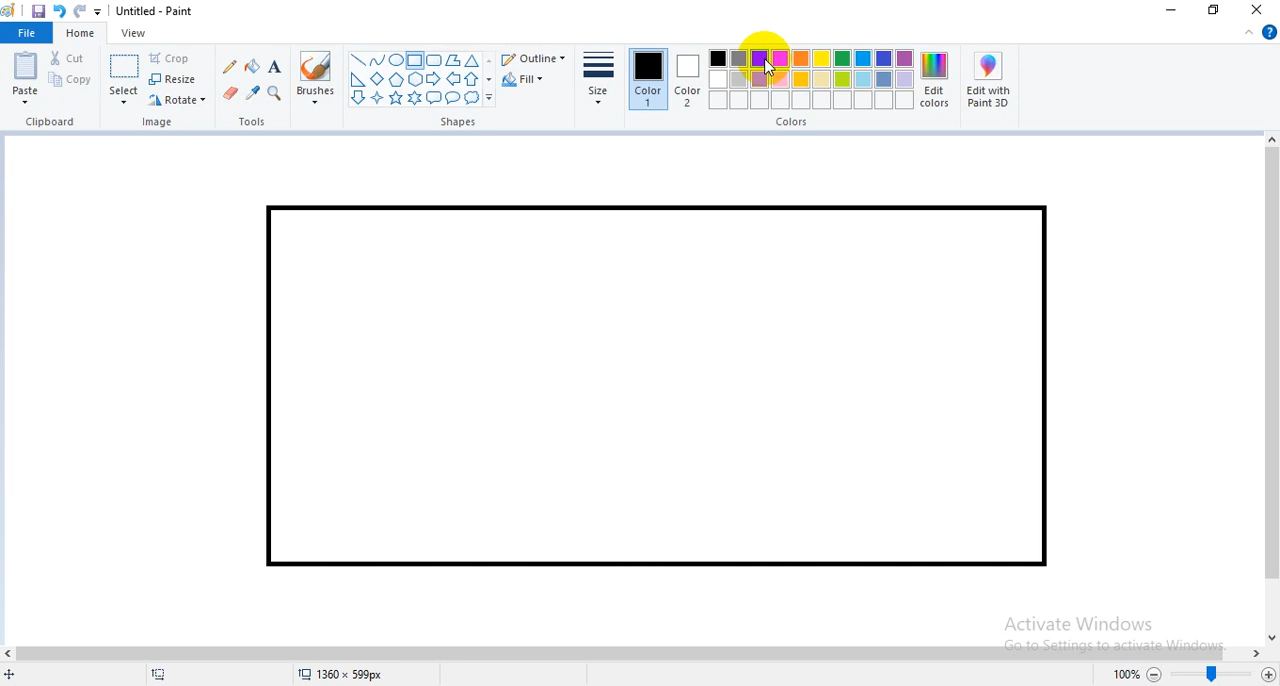 Untitled - Paint
File
Home
View
Paste
Cut
Copy
Clipboard
Select
Crop
Resize
Rotate
Image
Tools
Brushes
Shapes
Outline
Fill
Size
Color
1
Color
2
Colors
Edit
colors
Edit with
Paint 3D
Activate Windows
Go to Settings to activate Windows.
1360 × 599px
100%